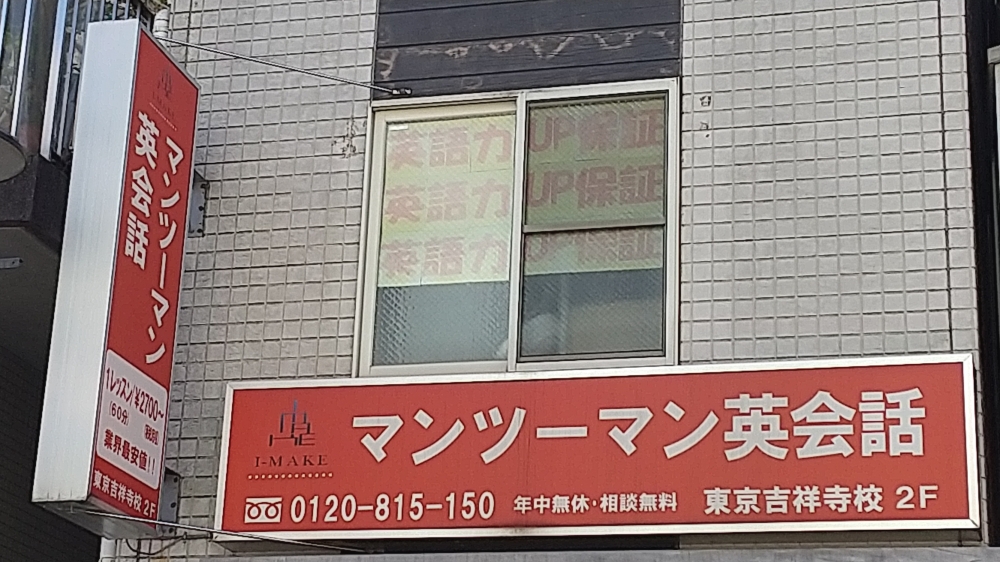 I-MAKE
マンツーマン
英会話
1レッスン/¥2700~
(60分)
業界最安値!!
東京吉祥寺校 2F
英語力UP保証
英語力UP保証
英語力UP保証
I-MAKE
マンツーマン英会話
0120-815-150 年中無休・相談無料 東京吉祥寺校 2F